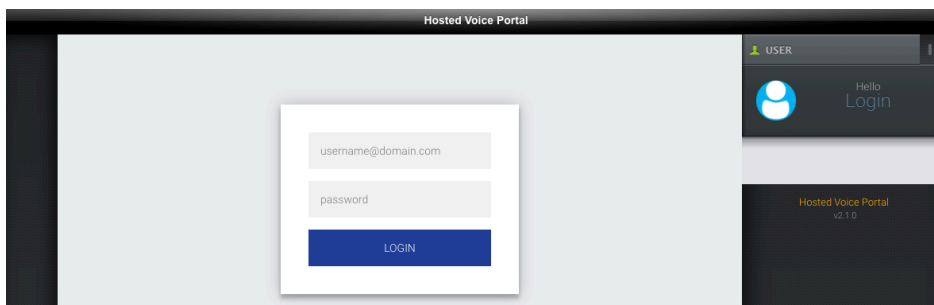 Hosted Voice Portal
USER
Hello
Login
username@domain.com
password
LOGIN
Hosted Voice Portal
v2.1.0